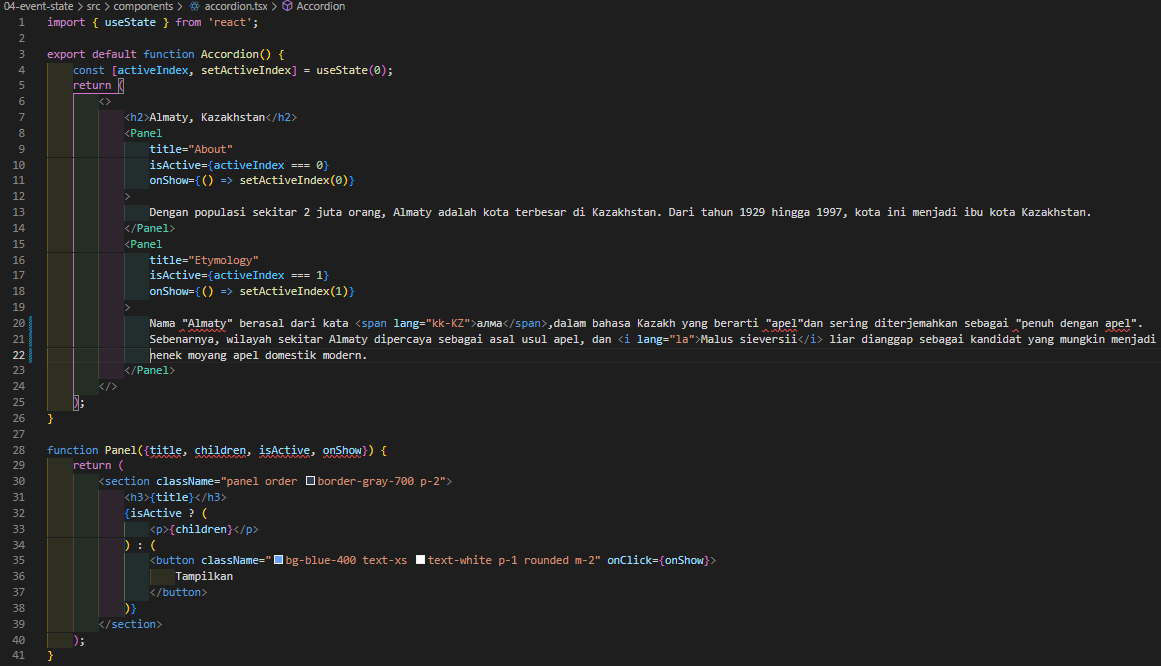 04-event-state > src > components > accordion.tsx > Accordion
1 import { useState } from 'react';
2
3 export default function Accordion() {
4 const [activeIndex, setActiveIndex] = useState(0);
5 return (
6 <>
7 <h2>Almaty, Kazakhstan</h2>
8 <Panel
9 title="About"
10 isActive={activeIndex === 0}
11 onShow={() => setActiveIndex(0)}
12 >
13 Dengan populasi sekitar 2 juta orang, Almaty adalah kota terbesar di Kazakhstan. Dari tahun 1929 hingga 1997, kota ini menjadi ibu kota Kazakhstan.
14 </Panel>
15 <Panel
16 title="Etymology"
17 isActive={activeIndex === 1}
18 onShow={() => setActiveIndex(1)}
19 >
20 Nama "Almaty" berasal dari kata <span lang="kk-KZ">алма</span>,dalam bahasa Kazakh yang berarti "apel"dan sering diterjemahkan sebagai "penuh dengan apel".
21 Sebenarnya, wilayah sekitar Almaty dipercaya sebagai asal usul apel, dan <i lang="la">Malus sieversii</i> liar dianggap sebagai kandidat yang mungkin menjadi
22 nenek moyang apel domestik modern.
23 </Panel>
24 </>
25 );
26 }
27
28 function Panel({title, children, isActive, onShow}) {
29 return (
30 <section className="panel order border-gray-700 p-2">
31 <h3>{title}</h3>
32 {isActive ? (
33 <p>{children}</p>
34 ) : (
35 <button className="bg-blue-400 text-xs text-white p-1 rounded m-2" onClick={onShow}>
36 Tampilkan
37 </button>
38 )}
39 </section>
40 );
41 }